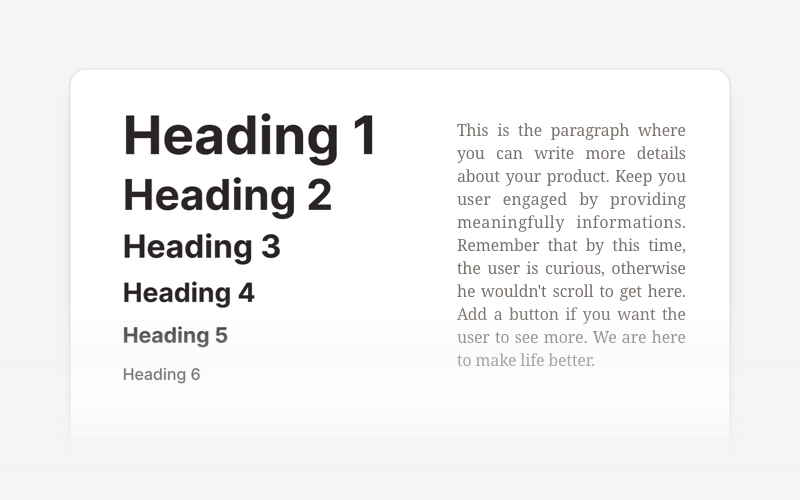 Heading 1
Heading 2
Heading 3
Heading 4
Heading 5
Heading 6
This is the paragraph where
you can write more details
about your product. Keep you
user engaged by providing
meaningfully informations.
Remember that by this time,
the user is curious, otherwise
he wouldn't scroll to get here.
Add a button if you want the
user to see more. We are here
to make life better.